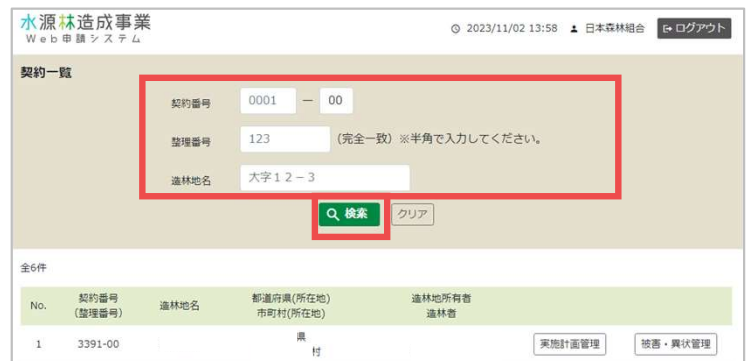 水源林造成事業
Web申請システム
2023/11/02 13:58 日本森林組合 ログアウト
契約一覧
契約番号 0001 － 00
整理番号 123 (完全一致) ※半角で入力してください。
造林地名 大字１２－３
検索 クリア
全6件
No. 契約番号 (整理番号) 造林地名 都道府県(所在地) 市町村(所在地) 造林地所有者 造林者
1 3391-00 県 村 実施計画管理 被害・異状管理